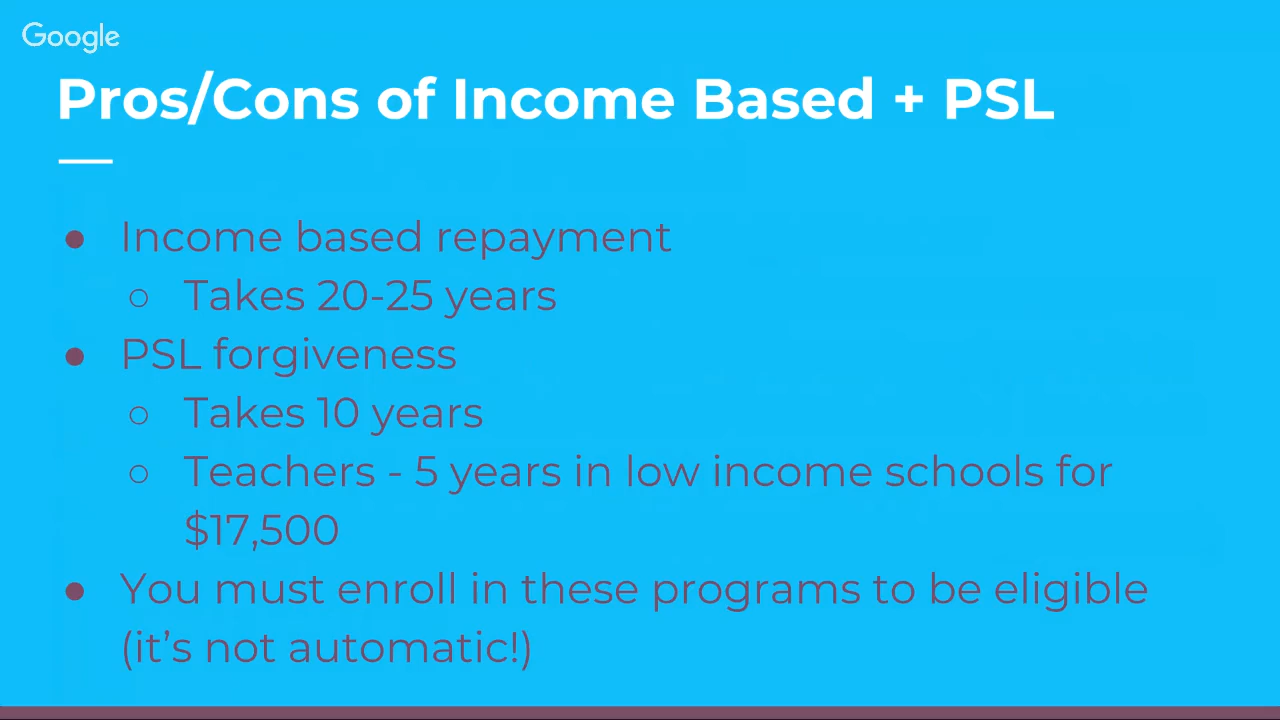 Google
Pros/Cons of Income Based + PSL
● Income based repayment
○ Takes 20-25 years
● PSL forgiveness
○ Takes 10 years
○ Teachers - 5 years in low income schools for
$17,500
● You must enroll in these programs to be eligible
(it’s not automatic!)